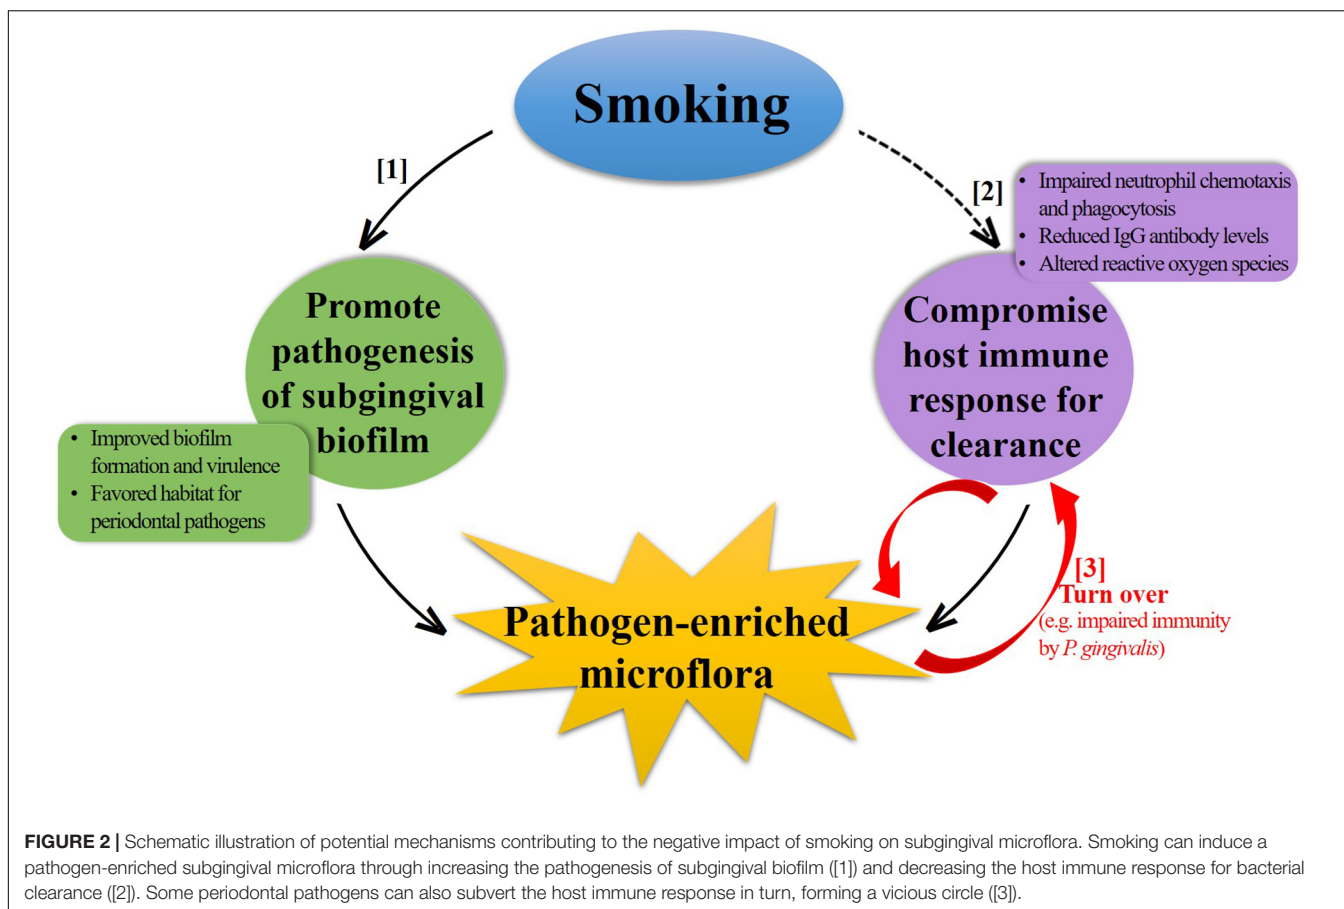 Smoking
[1]
[2]
• Impaired neutrophil chemotaxis
and phagocytosis
• Reduced IgG antibody levels
• Altered reactive oxygen species
Promote
pathogenesis
of subgingival
biofilm
Compromise
host immune
response for
clearance
• Improved biofilm
formation and virulence
• Favored habitat for
periodontal pathogens
[3]
Turn over
(e.g. impaired immunity
by P. gingivalis)
Pathogen-enriched
microflora
FIGURE 2 | Schematic illustration of potential mechanisms contributing to the negative impact of smoking on subgingival microflora. Smoking can induce a
pathogen-enriched subgingival microflora through increasing the pathogenesis of subgingival biofilm ([1]) and decreasing the host immune response for bacterial
clearance ([2]). Some periodontal pathogens can also subvert the host immune response in turn, forming a vicious circle ([3]).